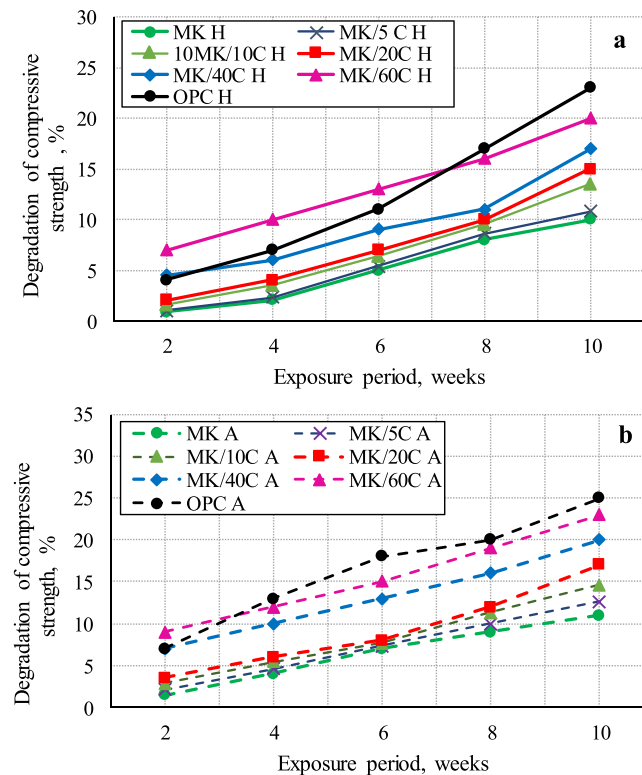 a
30
25
20
15
10
5
0
MK H
MK/5 C H
10MK/10C H
MK/20C H
MK/40C H
MK/60C H
OPC H
Degradation of compressive
strength , %
2 4 6 8 10
Exposure period, weeks
b
35
30
25
20
15
10
5
0
MK A
MK/5C A
MK/10C A
MK/20C A
MK/40C A
MK/60C A
OPC A
Degradation of compressive
strength, %
2 4 6 8 10
Exposure period, weeks